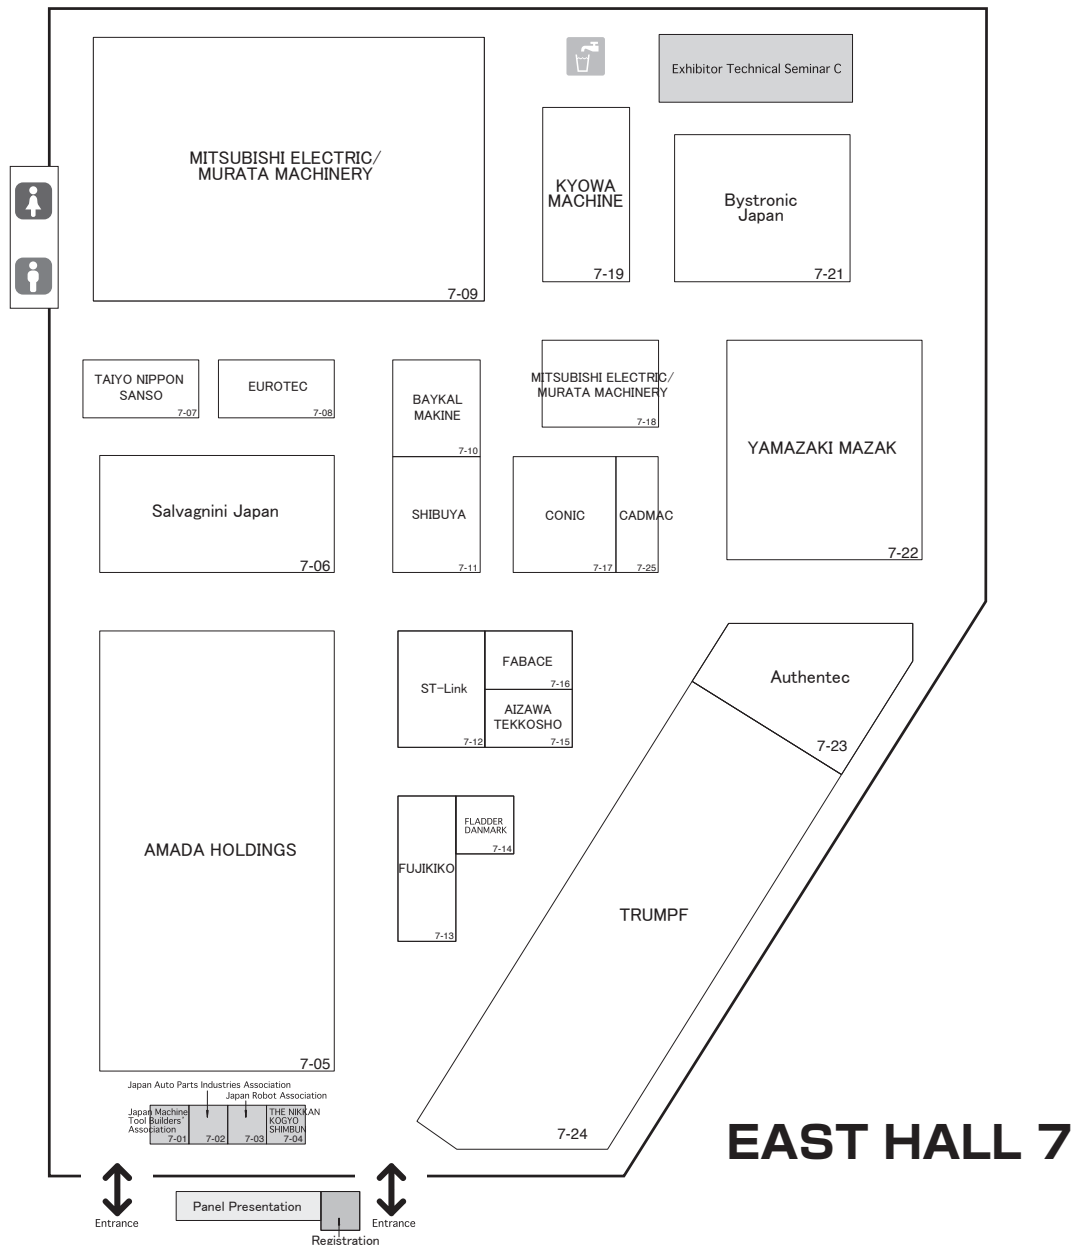 Exhibitor Technical Seminar C
MITSUBISHI ELECTRIC/
MURATA MACHINERY
7-09
KYOWA
MACHINE
7-19
Bystronic
Japan
7-21
TAIYO NIPPON
SANSO
7-07
EUROTEC
7-08
BAYKAL
MAKINE
7-10
MITSUBISHI ELECTRIC/
MURATA MACHINERY
7-18
YAMAZAKI MAZAK
7-22
Salvagnini Japan
7-06
SHIBUYA
7-11
CONIC
7-17
CADMAC
7-25
ST-Link
7-12
FABACE
7-16
AIZAWA
TEKKOSHO
7-15
Authentec
7-23
AMADA HOLDINGS
7-05
FUJIKIKO
7-13
FLADDER
DANMARK
7-14
TRUMPF
7-24
Japan Auto Parts Industries Association
Japan Robot Association
Japan Machine
Tool Builders'
Association
7-01
7-02
7-03
THE NIKKAN
KOGYO
SHIMBUN
7-04
EAST HALL 7
Entrance
Panel Presentation
Registration
Entrance